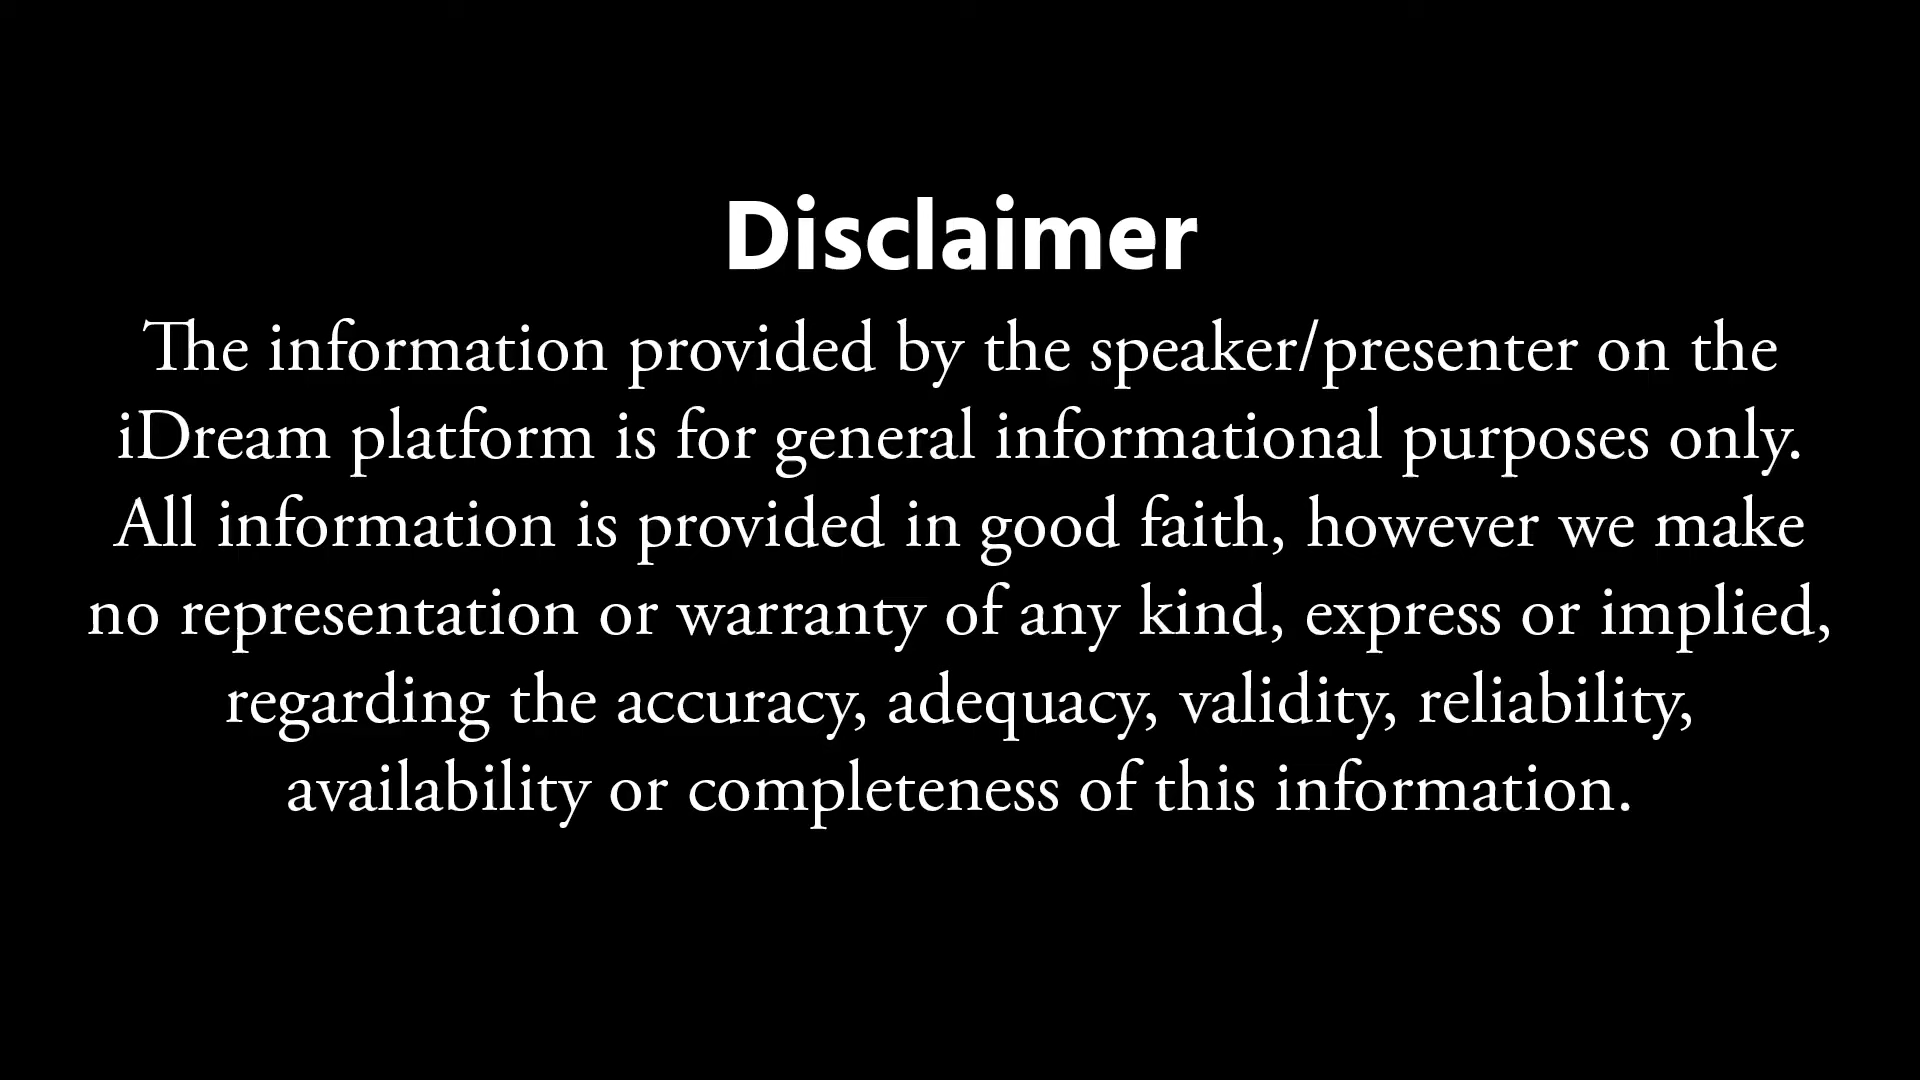 Disclaimer
The information provided by the speaker/presenter on the
iDream platform is for general informational purposes only.
All information is provided in good faith, however we make
no representation or warranty of any kind, express or implied,
regarding the accuracy, adequacy, validity, reliability,
availability or completeness of this information.